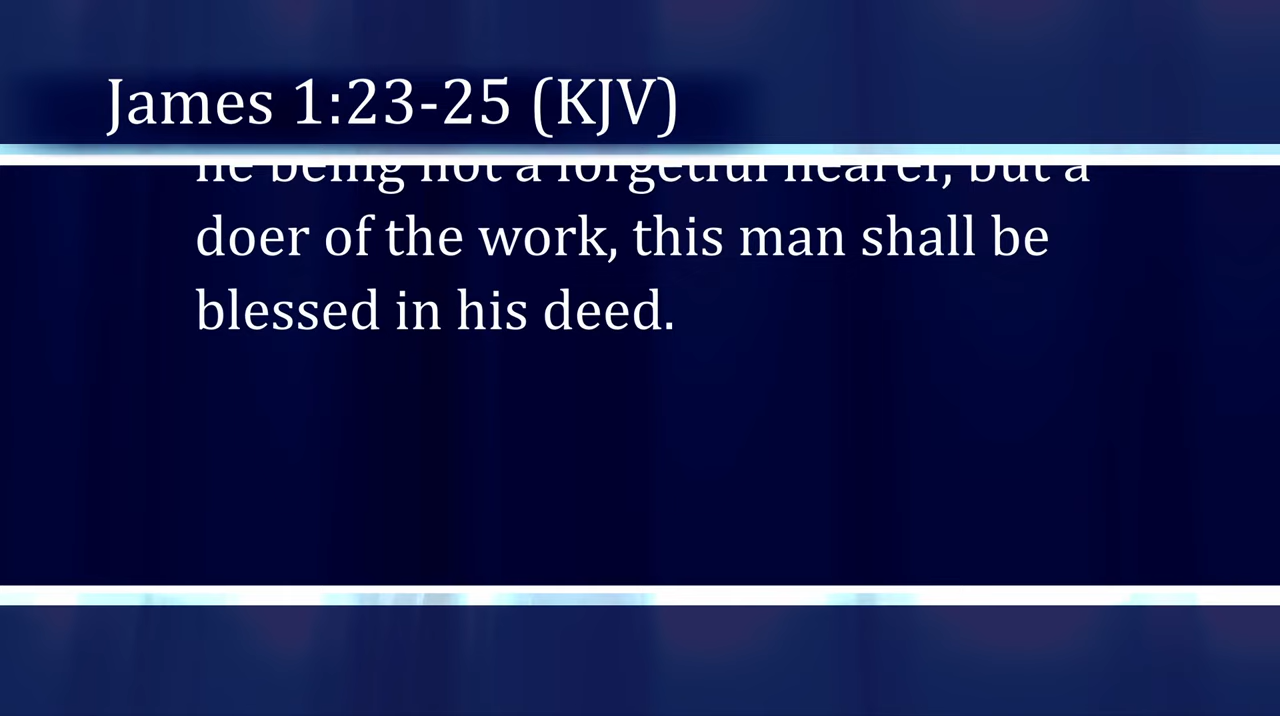 James 1:23-25 (KJV)
he being not a forgetful hearer, but a
doer of the work, this man shall be
blessed in his deed.